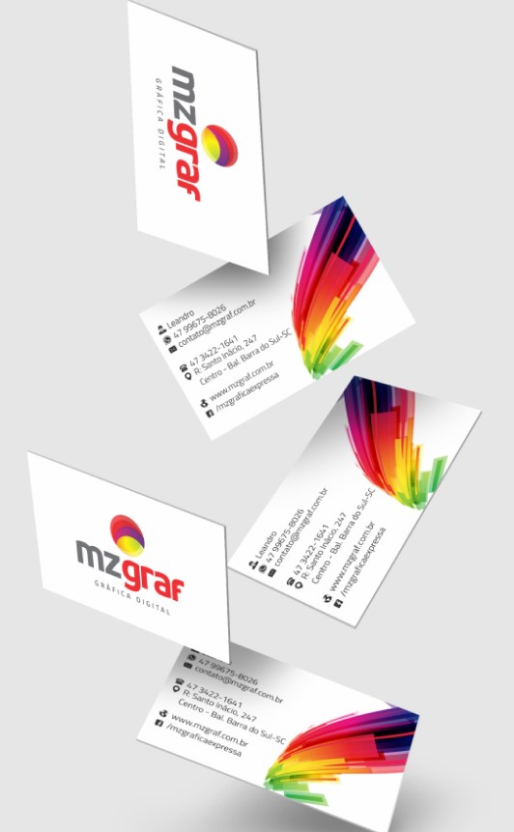 mzgraf
GRÁFICA DIGITAL
Leandro
47 99675-8026
contato@mzgraf.com.br
47 3422-1641
R: Santo Inácio, 247
Centro - Bal. Barra do Sul-SC
www.mzgraf.com.br
/mzgraficaexpressa
Leandro
47 99675-8026
contato@mzgraf.com.br
47 3422-1641
R: Santo Inácio, 247
Centro - Bal. Barra do Sul-SC
www.mzgraf.com.br
/mzgraficaexpressa
mzgraf
GRÁFICA DIGITAL
47 99675-8026
contato@mzgraf.com.br
47 3422-1641
R: Santo Inácio, 247
Centro - Bal. Barra do Sul-SC
www.mzgraf.com.br
/mzgraficaexpressa